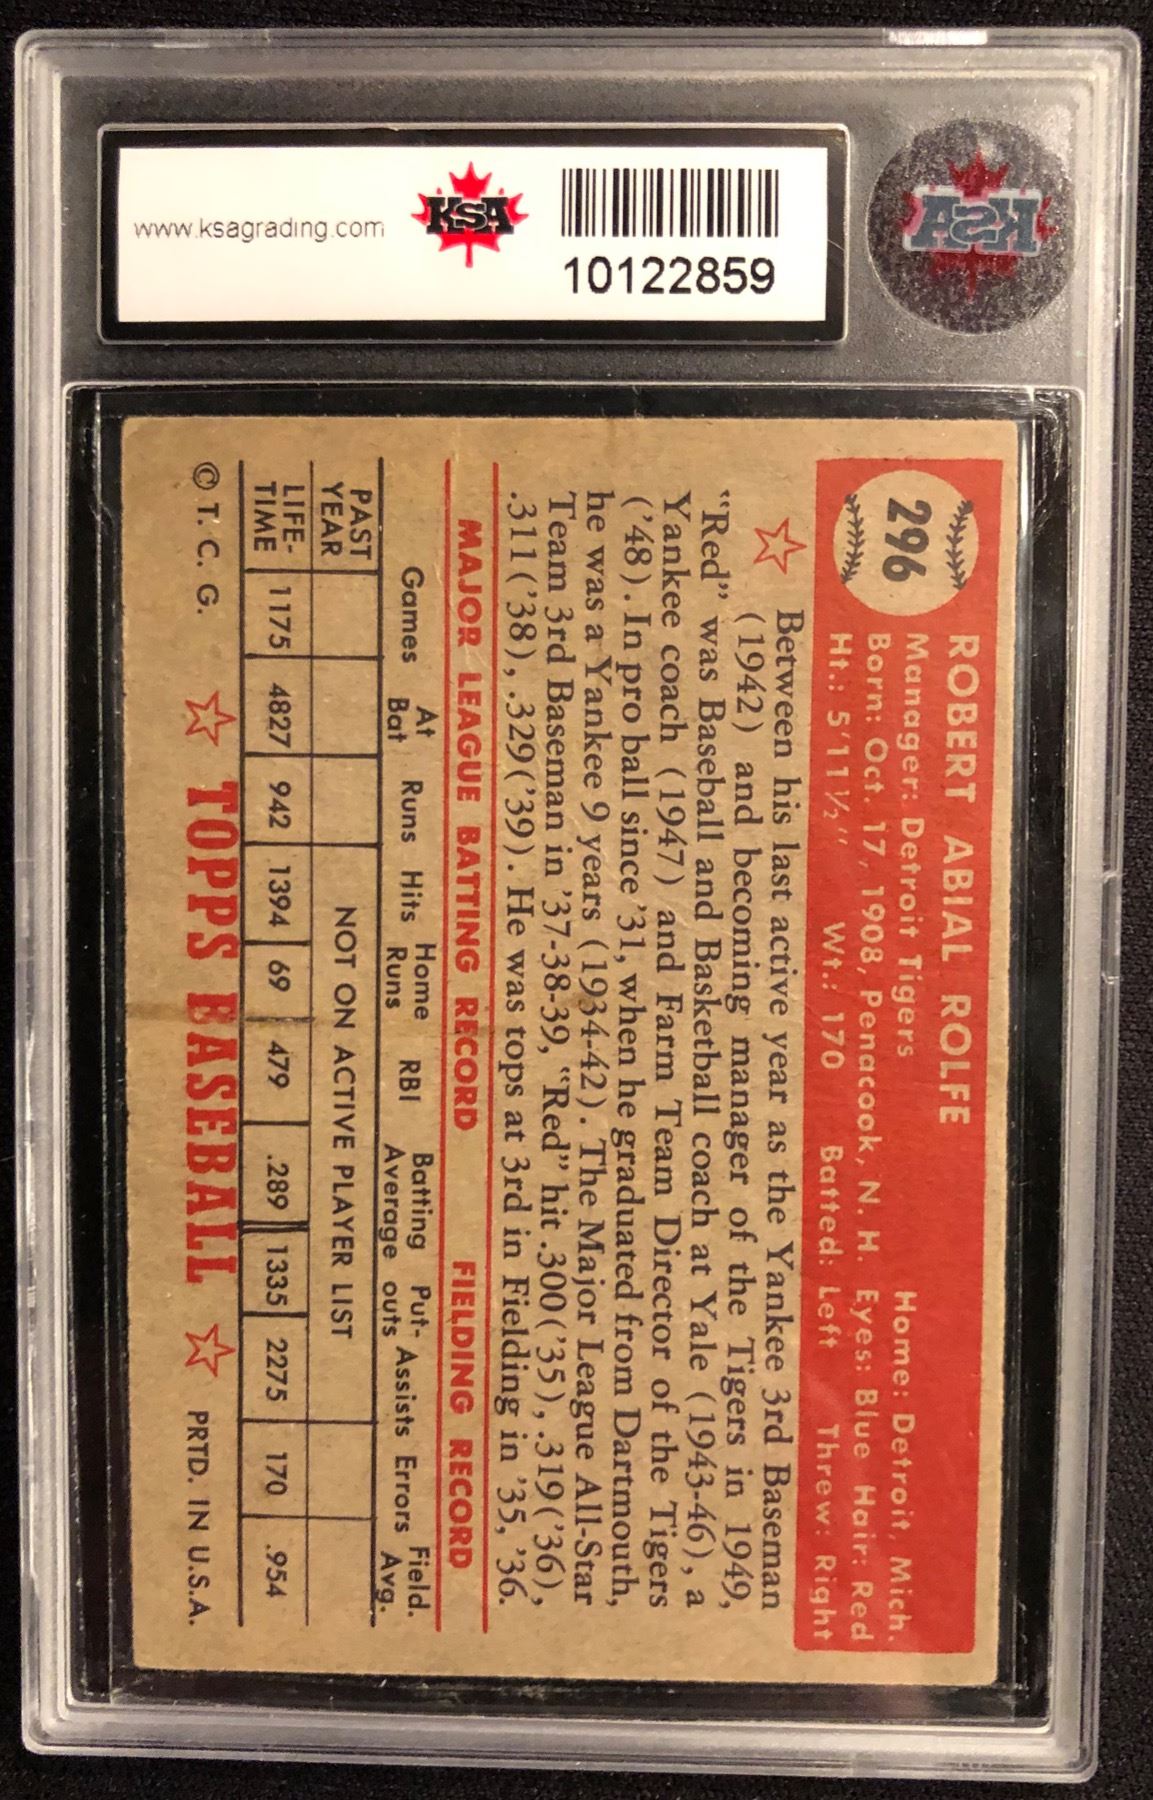 www.ksagrading.com
KSA
10122859
KSA
296
ROBERT ABIAL ROLFE
Manager: Detroit Tigers Home: Detroit, Mich.
Born: Oct. 17, 1908, Penacook, N. H. Eyes: Blue Hair: Red
Ht.: 5'11½" Wt.: 170 Batted: Left Threw: Right
Between his last active year as the Yankee 3rd Baseman
(1942) and becoming manager of the Tigers in 1949,
"Red" was Baseball and Basketball coach at Yale (1943-46), a
Yankee coach (1947) and Farm Team Director of the Tigers
('48). In pro ball since '31, when he graduated from Dartmouth,
he was a Yankee 9 years (1934-42). The Major League All-Star
Team 3rd Baseman in '37-38-39, "Red" hit .300('35), .319('36),
.311('38), .329('39). He was tops at 3rd in Fielding in '35, '36.
MAJOR LEAGUE BATTING RECORD FIELDING RECORD
Games At Bat Runs Hits Home Runs RBI Batting Average Put-outs Assists Errors Field. Avg.
PAST YEAR NOT ON ACTIVE PLAYER LIST
LIFE-TIME 1175 4827 942 1394 69 479 .289 1335 2275 170 .954
© T. C. G. TOPPS BASEBALL PRTD. IN U.S.A.